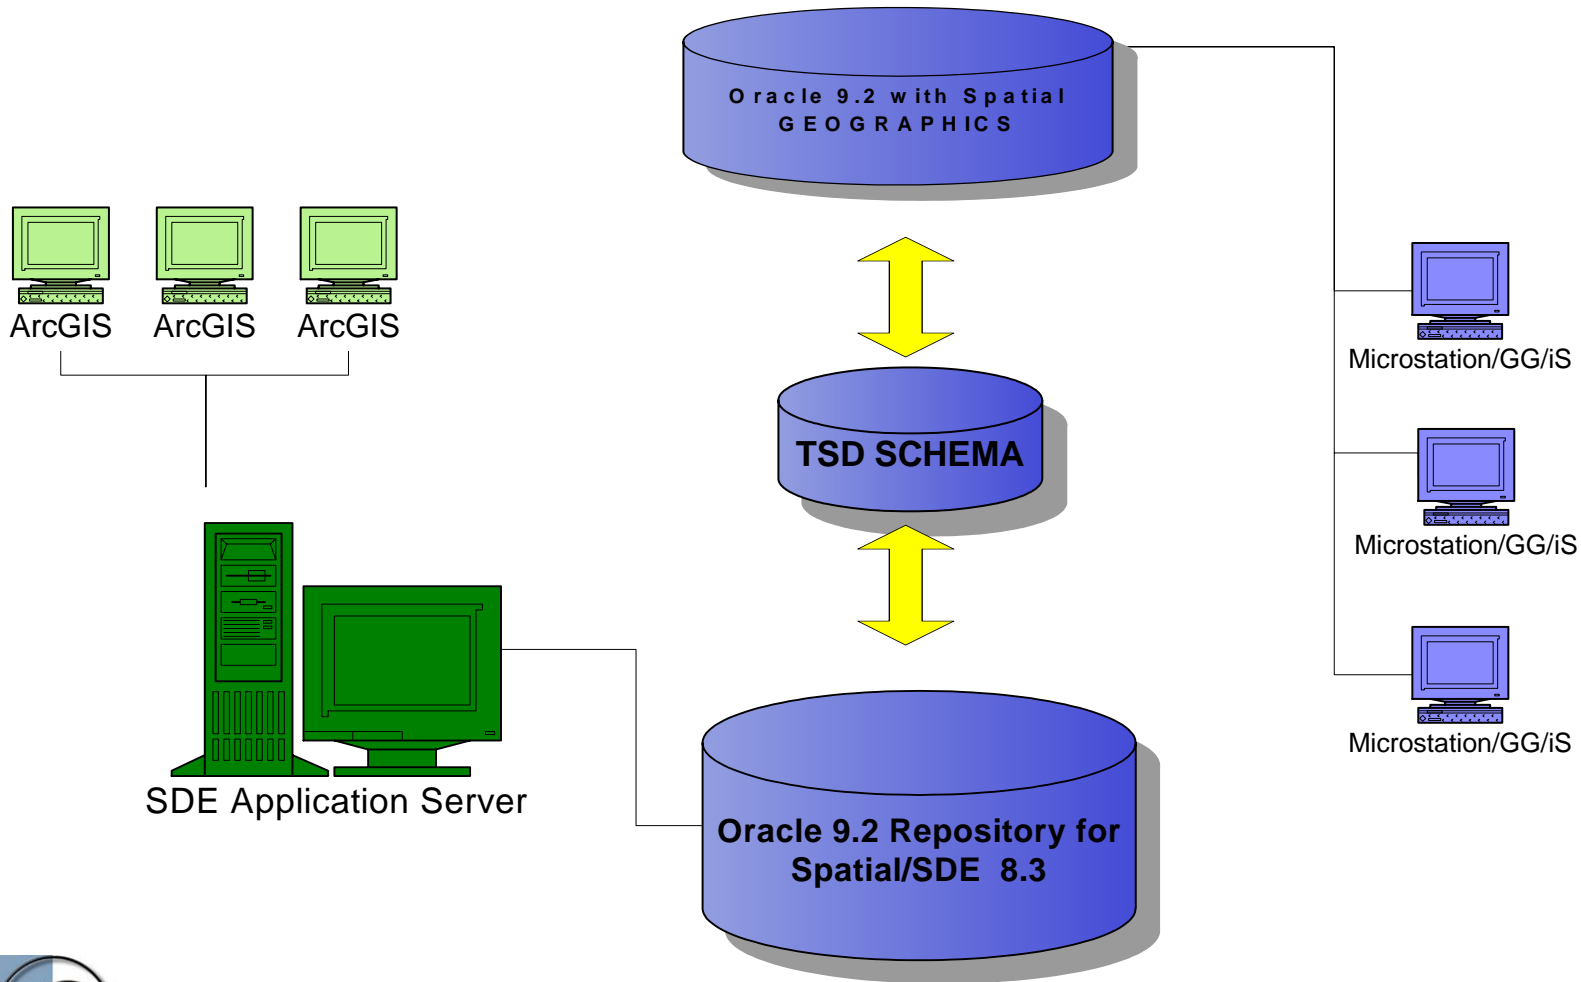 Oracle 9.2 with Spatial
GEOGRAPHICS
ArcGIS
ArcGIS
ArcGIS
Microstation/GG/iS
TSD SCHEMA
Microstation/GG/iS
Microstation/GG/iS
SDE Application Server
Oracle 9.2 Repository for
Spatial/SDE 8.3